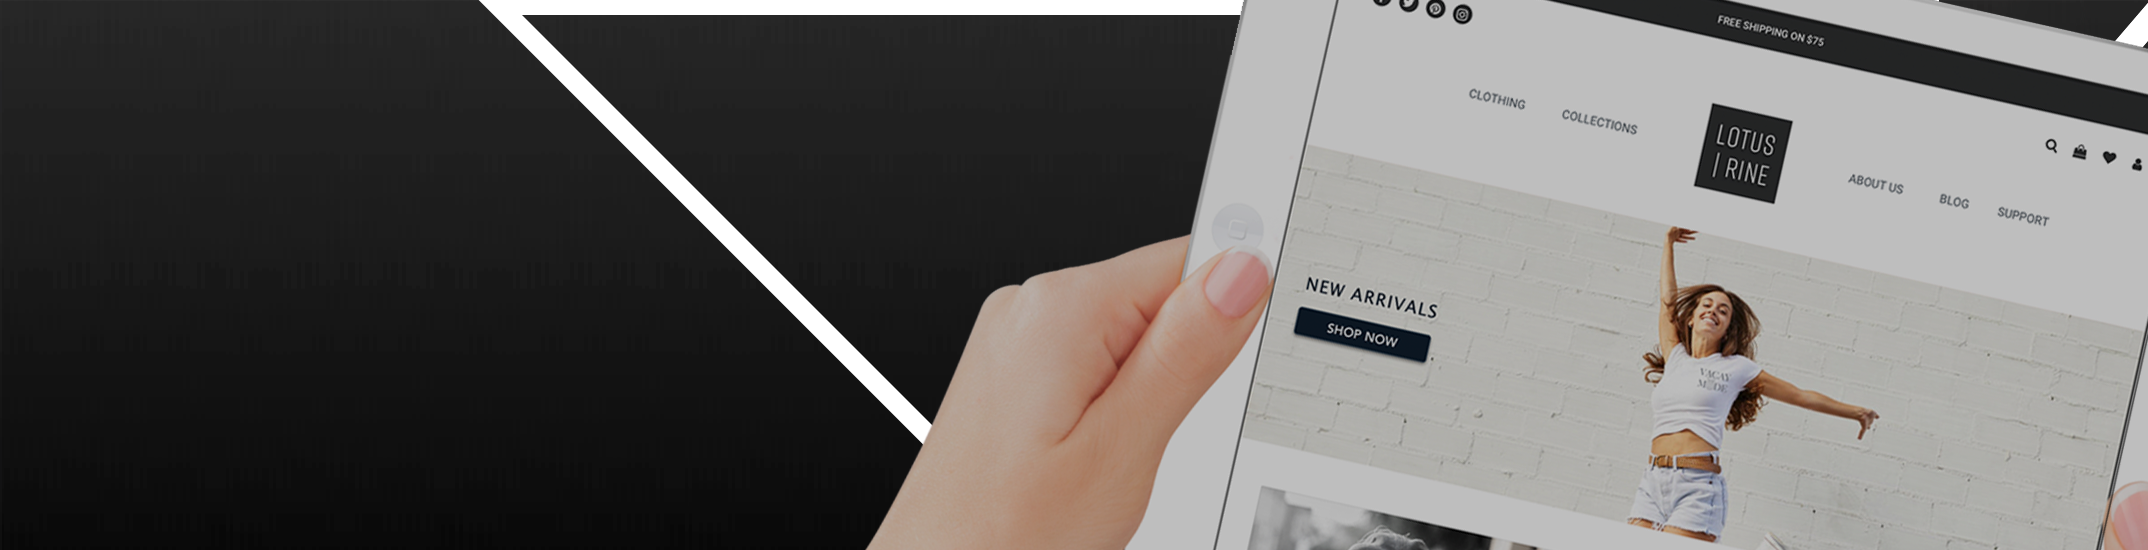 FREE SHIPPING ON $75
CLOTHING
COLLECTIONS
LOTUS
| RINE
ABOUT US
BLOG
SUPPORT
NEW ARRIVALS
SHOP NOW
VACAY
MODE